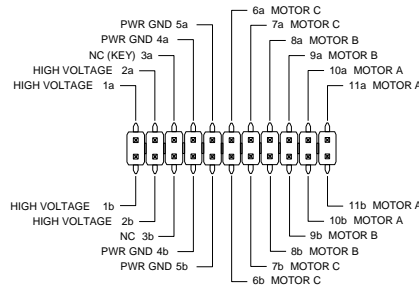 6a MOTOR C
PWR GND 5a 7a MOTOR C
PWR GND 4a 8a MOTOR B
NC (KEY) 3a 9a MOTOR B
HIGH VOLTAGE 2a 10a MOTOR A
HIGH VOLTAGE 1a 11a MOTOR A
HIGH VOLTAGE 1b 11b MOTOR A
HIGH VOLTAGE 2b 10b MOTOR A
NC 3b 9b MOTOR B
PWR GND 4b 8b MOTOR B
PWR GND 5b 7b MOTOR C
6b MOTOR C